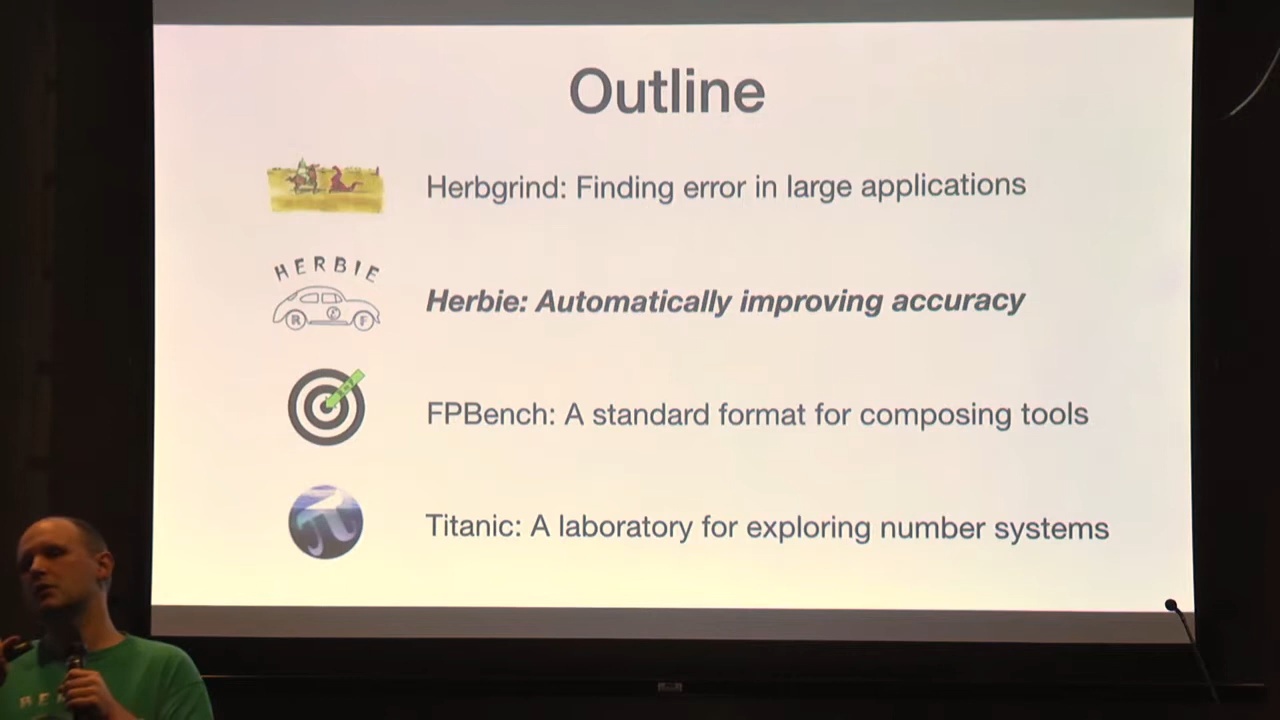 Outline
Herbgrind: Finding error in large applications
HERBIE
R F
Herbie: Automatically improving accuracy
FPBench: A standard format for composing tools
Titanic: A laboratory for exploring number systems